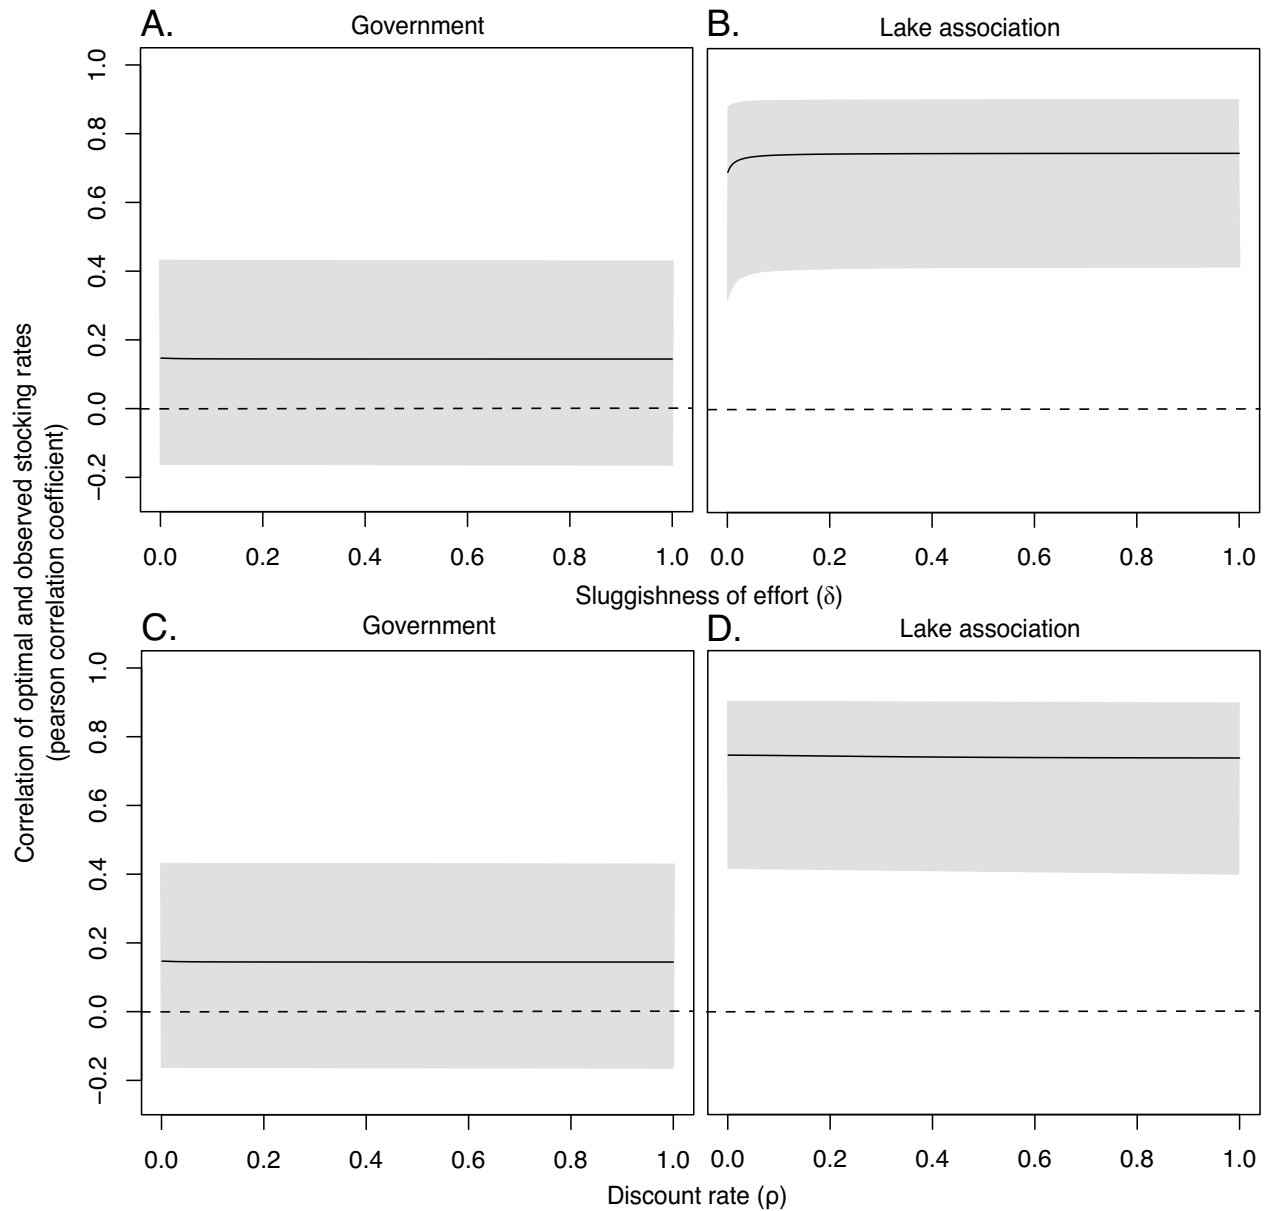 A.
Government
B.
Lake association
1.0
0.8
0.6
0.4
0.2
0.0
−0.2
0.0 0.2 0.4 0.6 0.8 1.0
0.0 0.2 0.4 0.6 0.8 1.0
Sluggishness of effort (δ)
Correlation of optimal and observed stocking rates
(pearson correlation coefficient)
C.
Government
D.
Lake association
1.0
0.8
0.6
0.4
0.2
0.0
−0.2
0.0 0.2 0.4 0.6 0.8 1.0
0.0 0.2 0.4 0.6 0.8 1.0
Discount rate (ρ)